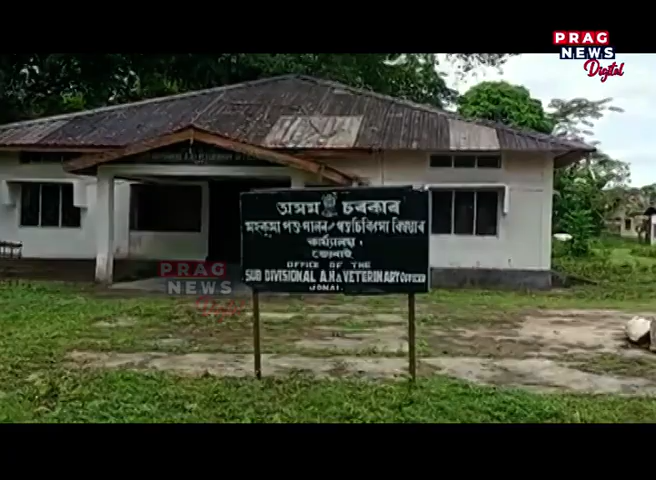 PRAG
NEWS
Digital
অসম চৰকাৰ
মহকুমা পশু পালন পশু চিকিৎসা বিষয়াৰ
কাৰ্য্যালয়
জোনাই
OFFICE OF THE
SUB DIVISIONAL A.H & VETERINARY OFFICER
JONAI
PRAG
NEWS